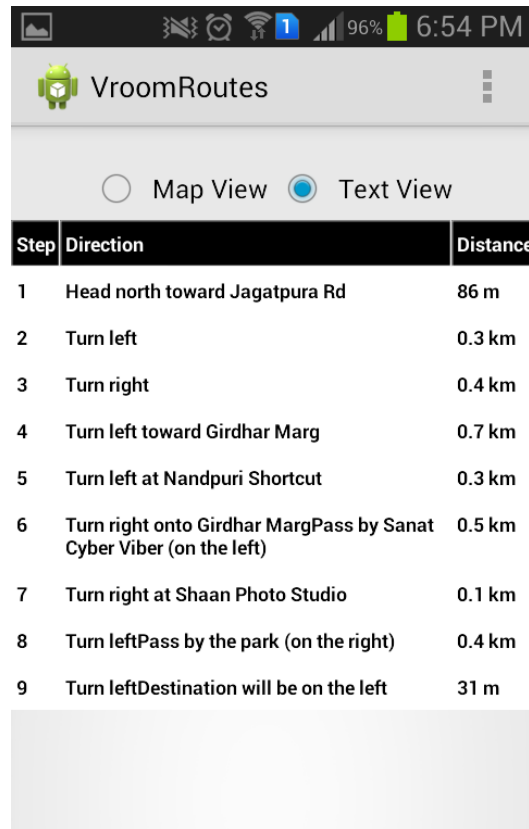 1 96% 6:54 PM
VroomRoutes
Map View Text View
Step Direction Distance
1 Head north toward Jagatpura Rd 86 m
2 Turn left 0.3 km
3 Turn right 0.4 km
4 Turn left toward Girdhar Marg 0.7 km
5 Turn left at Nandpuri Shortcut 0.3 km
6 Turn right onto Girdhar MargPass by Sanat 0.5 km
Cyber Viber (on the left)
7 Turn right at Shaan Photo Studio 0.1 km
8 Turn leftPass by the park (on the right) 0.4 km
9 Turn leftDestination will be on the left 31 m